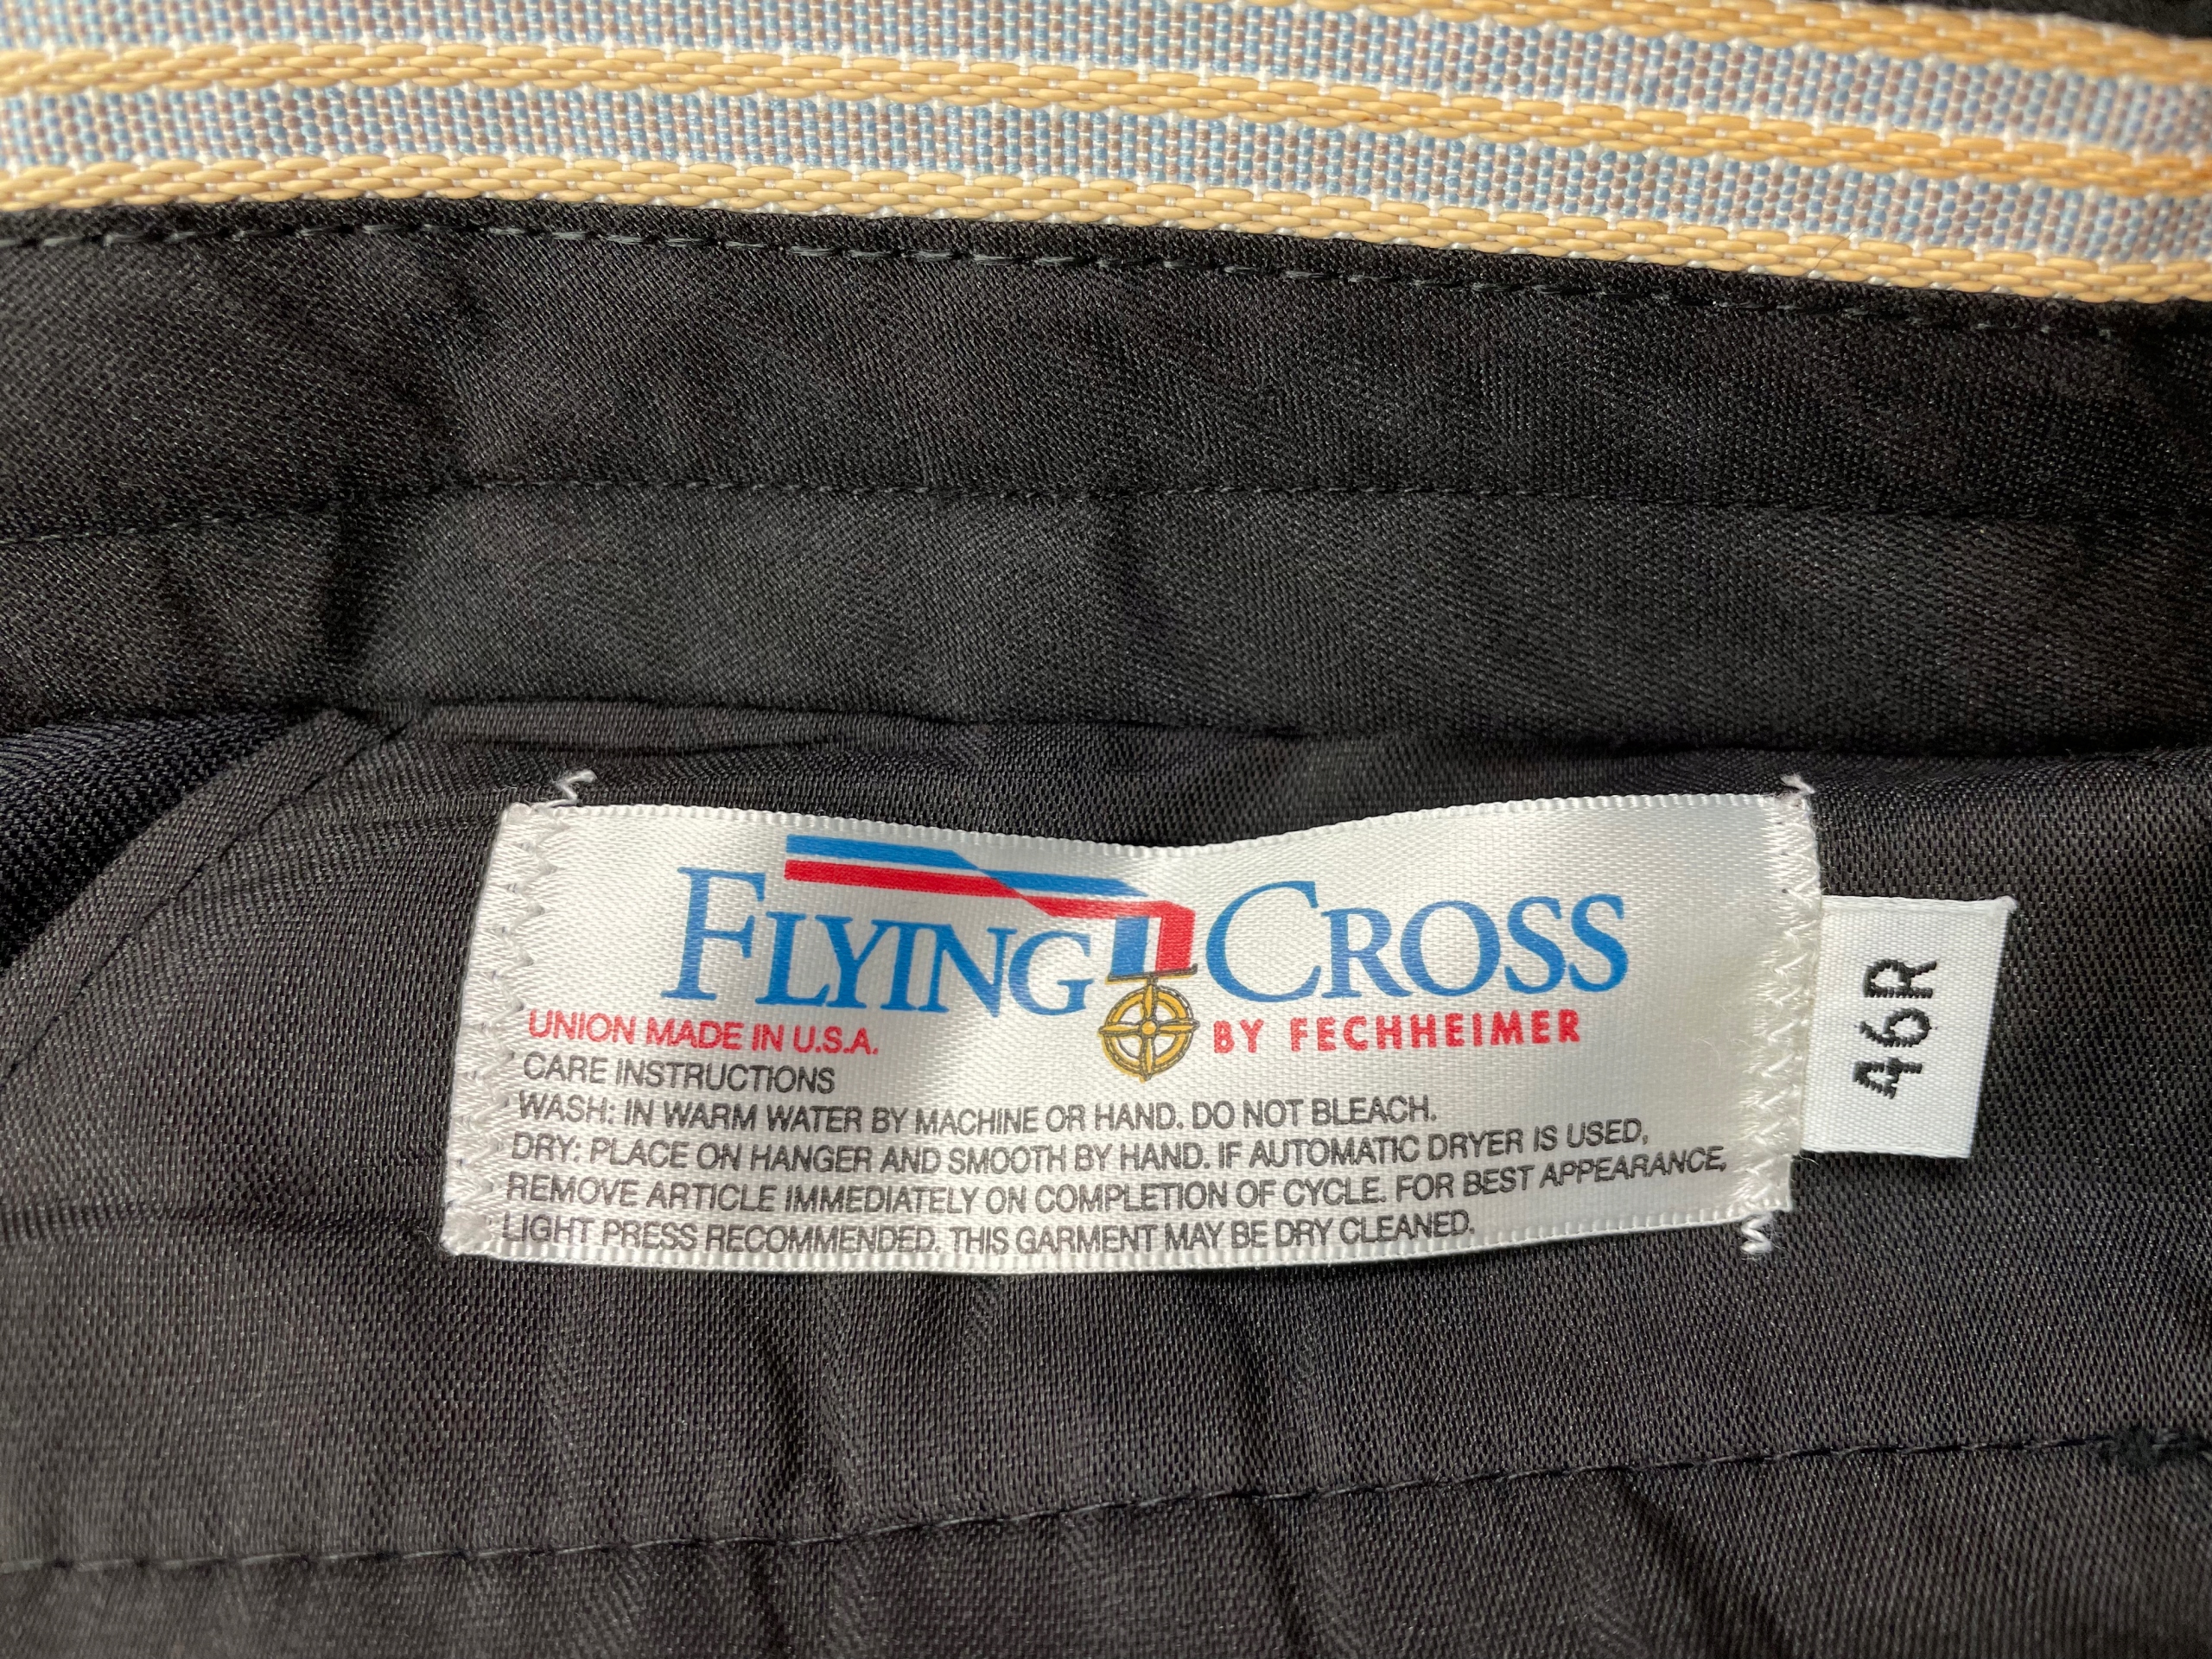 FLYING CROSS
BY FECHHEIMER
UNION MADE IN U.S.A.
CARE INSTRUCTIONS
WASH: IN WARM WATER BY MACHINE OR HAND. DO NOT BLEACH.
DRY: PLACE ON HANGER AND SMOOTH BY HAND. IF AUTOMATIC DRYER IS USED,
REMOVE ARTICLE IMMEDIATELY ON COMPLETION OF CYCLE. FOR BEST APPEARANCE,
LIGHT PRESS RECOMMENDED. THIS GARMENT MAY BE DRY CLEANED.
46R